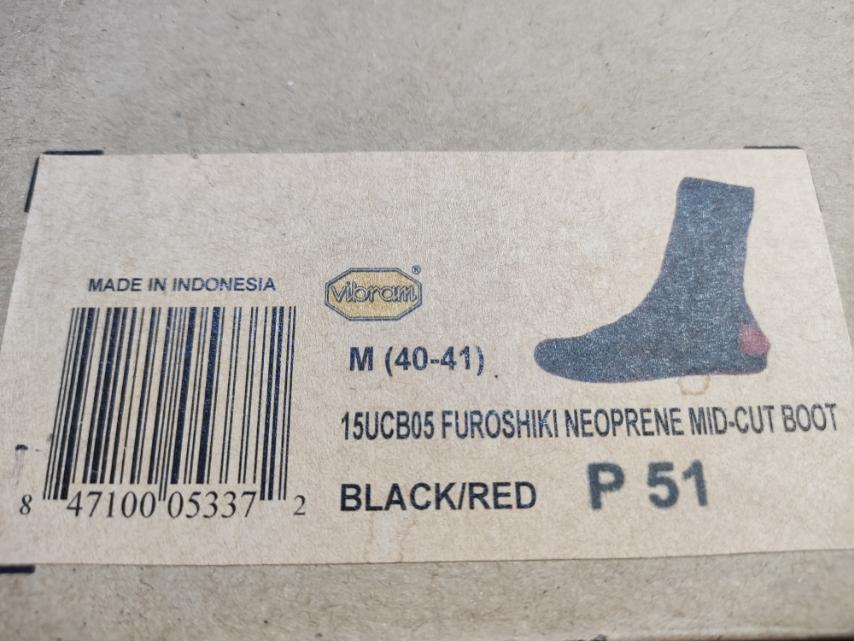 MADE IN INDONESIA
8 47100 05337 2
vibram®
M (40-41)
15UCB05 FUROSHIKI NEOPRENE MID-CUT BOOT
BLACK/RED P 51